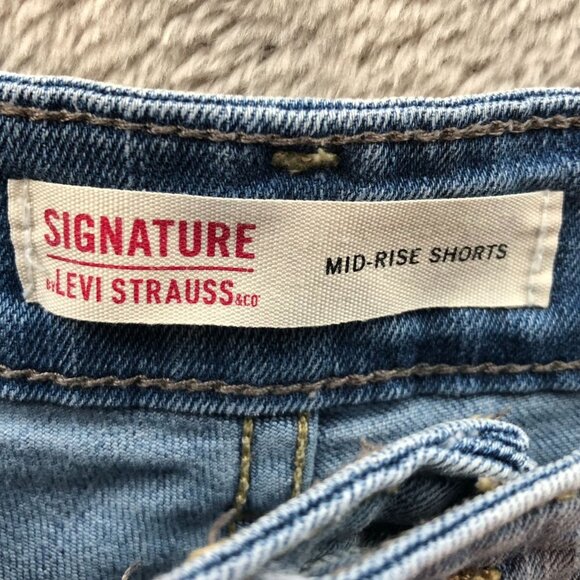 SIGNATURE
BY LEVI STRAUSS &CO
MID-RISE SHORTS